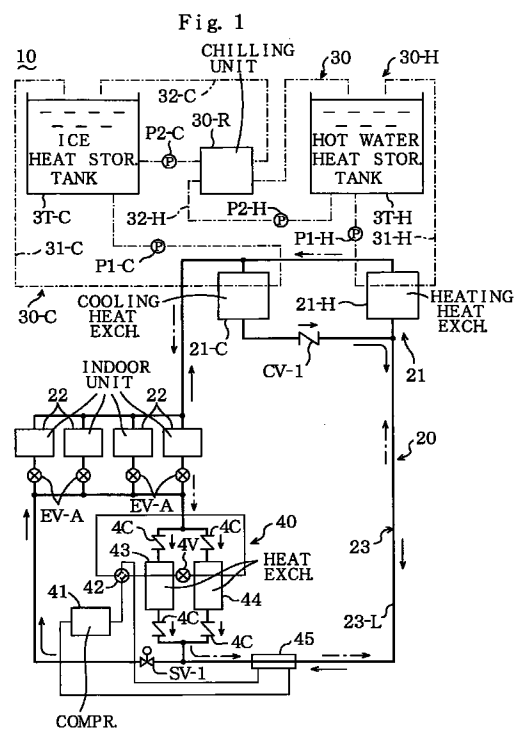 Fig. 1
10
CHILLING
UNIT
30
30-H
32-C
30-R
ICE
HEAT STOR.
TANK
P2-C
P
HOT WATER
HEAT STOR.
TANK
32-H
P2-H
P
3T-C
3T-H
31-C
P1-H
P
31-H
P
P1-C
30-C
COOLING
HEAT
EXCH.
21-C
21-H
HEATING
HEAT
EXCH.
CV-1
21
INDOOR
UNIT
22
22
20
EV-A
EV-A
4C
4C
40
43
4V
HEAT
EXCH.
23
41
42
44
4C
4C
23-L
45
SV-1
COMPR.